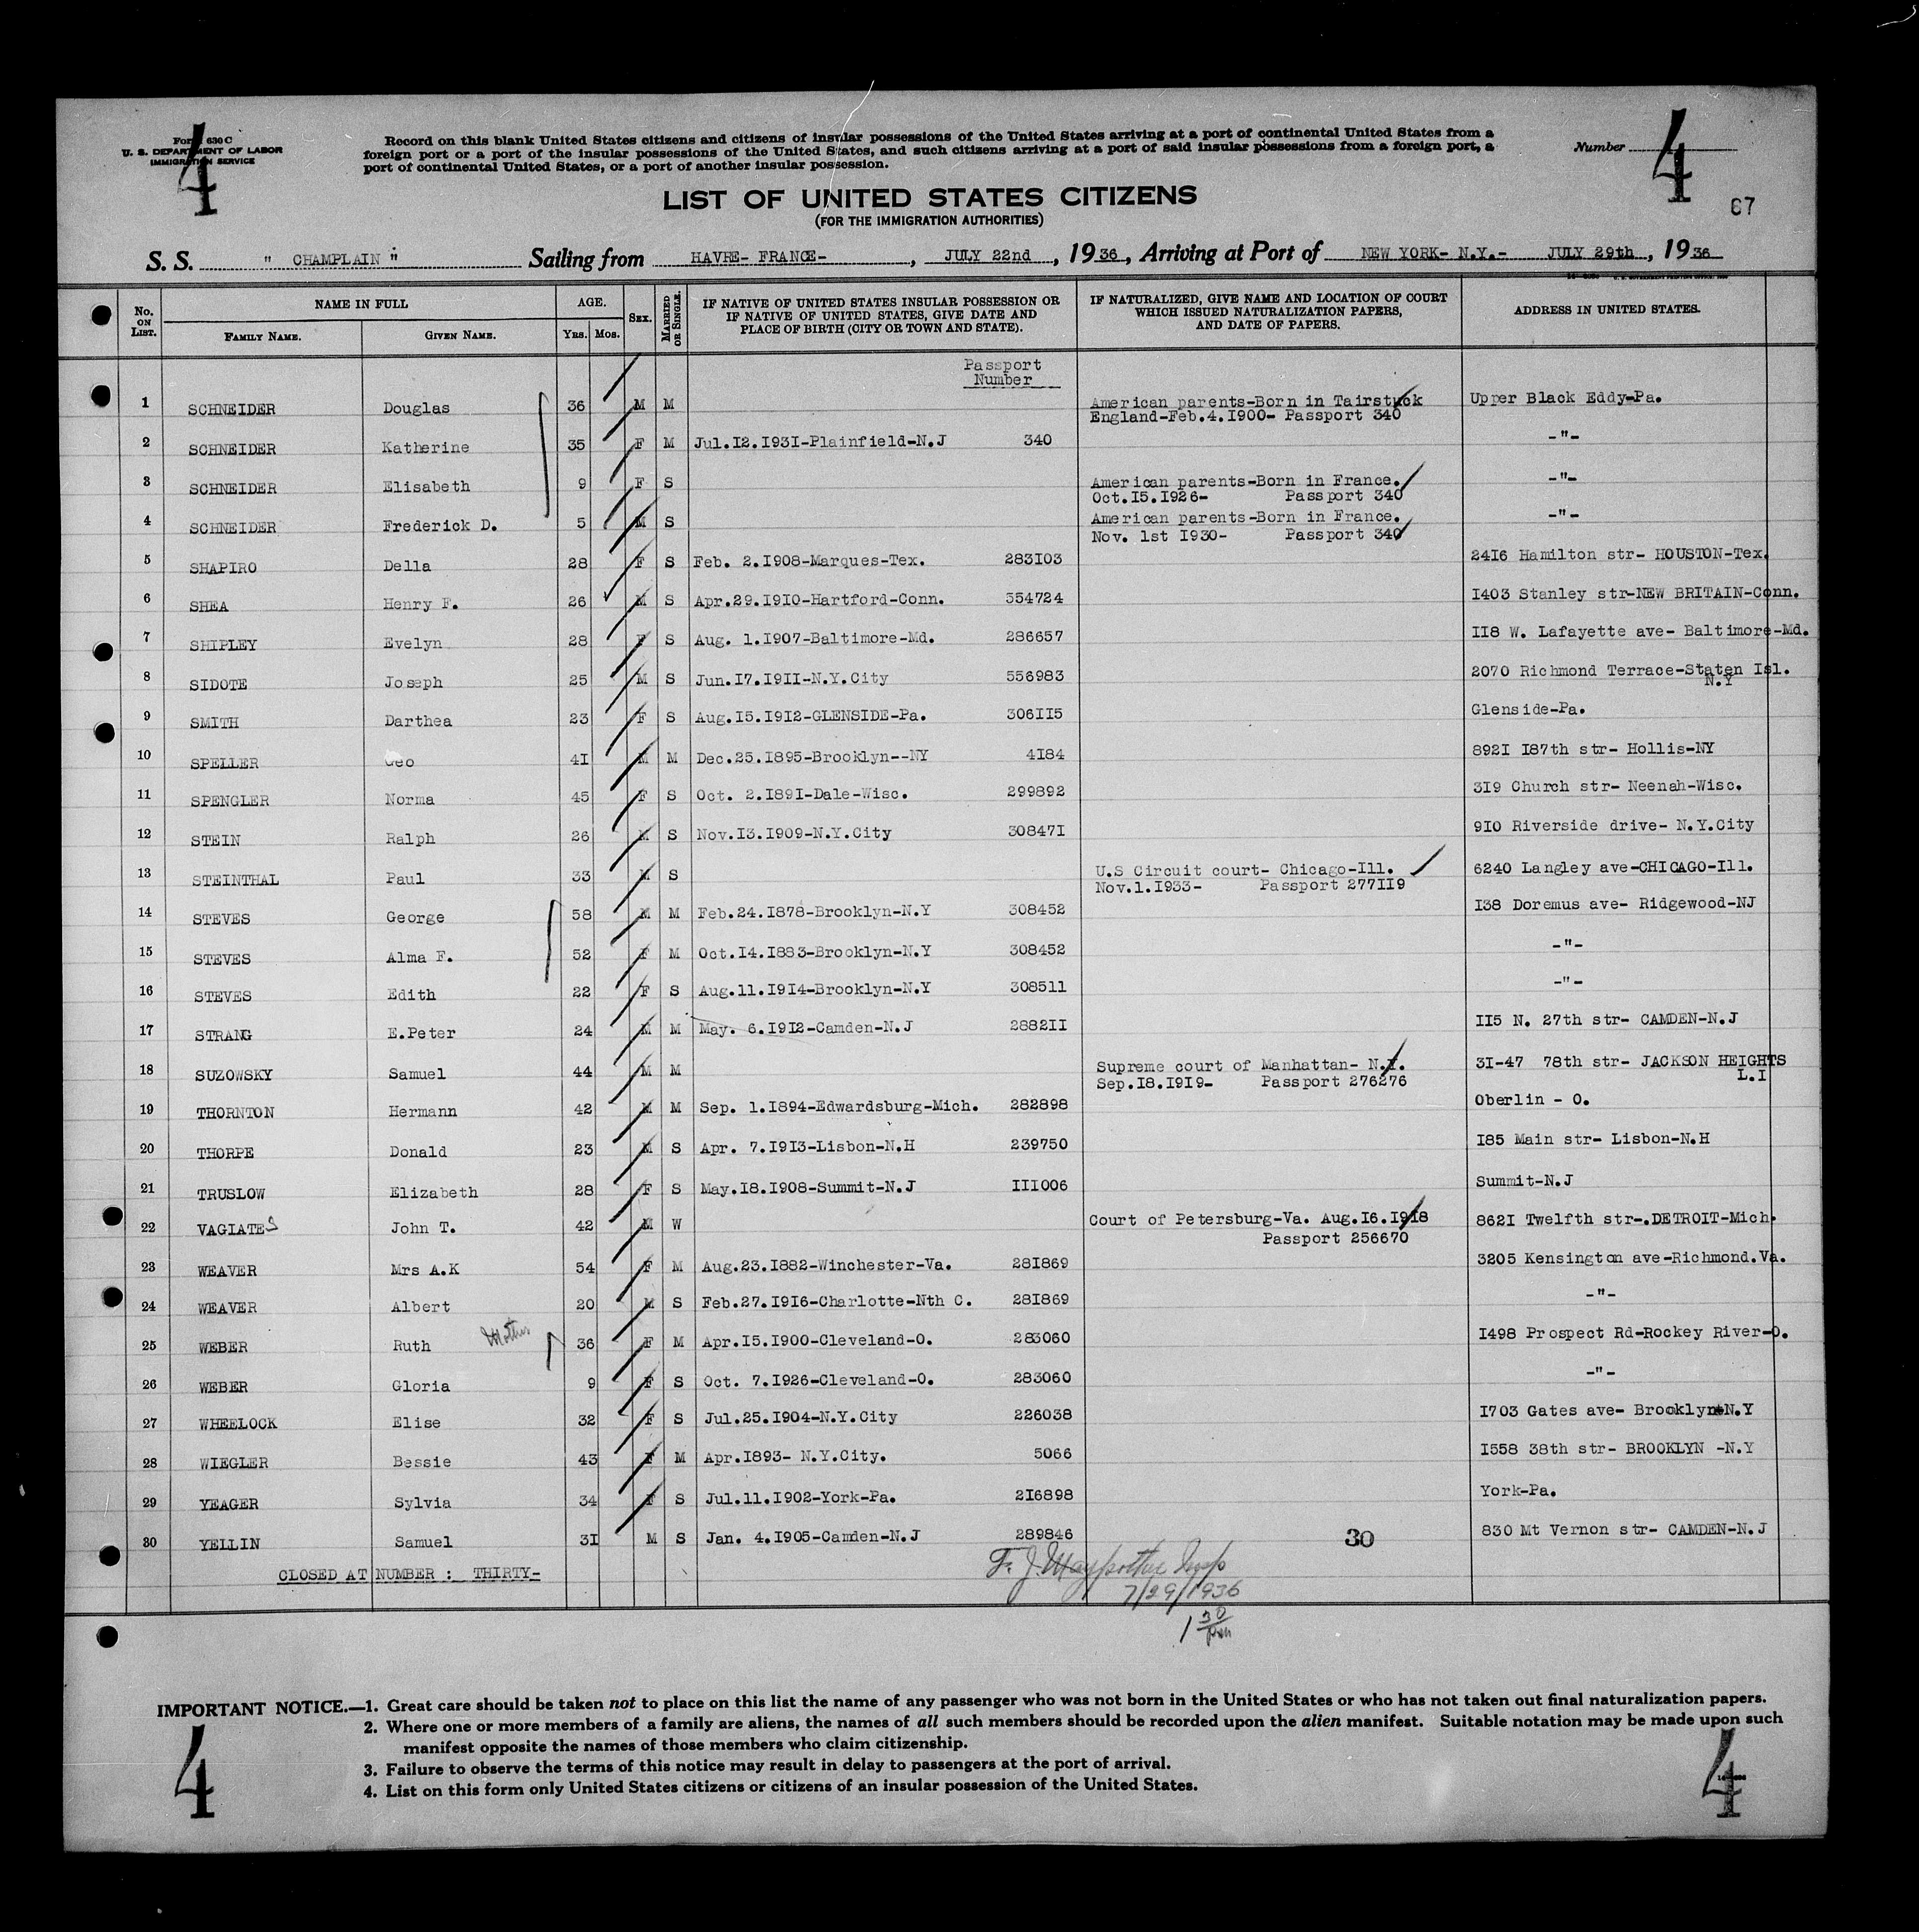 4
Form 630 C
U. S. DEPARTMENT OF LABOR
IMMIGRATION SERVICE
Record on this blank United States citizens and citizens of insular possessions of the United States arriving at a port of continental United States from a
foreign port or a port of the insular possessions of the United States, and such citizens arriving at a port of said insular possessions from a foreign port, a
port of continental United States, or a port of another insular possession.
Number
4
67
LIST OF UNITED STATES CITIZENS
(FOR THE IMMIGRATION AUTHORITIES)
S. S. " CHAMPLAIN " Sailing from HAVRE- FRANCE- , JULY 22nd , 1936, Arriving at Port of NEW YORK- N.Y.- JULY 29th , 1936
No. ON LIST. NAME IN FULL FAMILY NAME. GIVEN NAME. AGE. YRS. MOS. SEX. MARRIED OR SINGLE. IF NATIVE OF UNITED STATES INSULAR POSSESSION OR IF NATIVE OF UNITED STATES, GIVE DATE AND PLACE OF BIRTH (CITY OR TOWN AND STATE). IF NATURALIZED, GIVE NAME AND LOCATION OF COURT WHICH ISSUED NATURALIZATION PAPERS, AND DATE OF PAPERS. ADDRESS IN UNITED STATES.
Passport
Number
1 SCHNEIDER Douglas 36 M M American parents-Born in Tairstuck Upper Black Eddy-Pa.
England-Feb.4.1900- Passport 340
2 SCHNEIDER Katherine 35 F M Jul.12.1931-Plainfield-N.J 340 -"-
3 SCHNEIDER Elisabeth 9 F S American parents-Born in France. -"-
Oct.15.1926- Passport 340
4 SCHNEIDER Frederick D. 5 M S American parents-Born in France. -"-
Nov. 1st 1930- Passport 340
5 SHAPIRO Della 28 F S Feb. 2.1908-Marques-Tex. 283103 2416 Hamilton str- HOUSTON-Tex.
6 SHEA Henry F. 26 M S Apr.29.1910-Hartford-Conn. 354724 1403 Stanley str-NEW BRITAIN-Conn.
7 SHIPLEY Evelyn 28 F S Aug. 1.1907-Baltimore-Md. 286657 118 W. Lafayette ave- Baltimore-Md.
8 SIDOTE Joseph 25 M S Jun.17.1911-N.Y.City 556983 2070 Richmond Terrace-Staten Isl.
N.Y
9 SMITH Darthea 23 F S Aug.15.1912-GLENSIDE-Pa. 306115 Glenside-Pa.
10 SPELLER Geo 41 M M Dec.25.1895-Brooklyn--NY 4184 8921 187th str- Hollis-NY
11 SPENGLER Norma 45 F S Oct. 2.1891-Dale-Wisc. 299892 319 Church str- Neenah-Wisc.
12 STEIN Ralph 26 M S Nov.13.1909-N.Y.City 308471 910 Riverside drive- N.Y.City
13 STEINTHAL Paul 33 M S U.S Circuit court- Chicago-Ill. 6240 Langley ave-CHICAGO-Ill.
Nov.1.1933- Passport 277119
14 STEVES George 58 M M Feb.24.1878-Brooklyn-N.Y 308452 138 Doremus ave- Ridgewood-NJ
15 STEVES Alma F. 52 F M Oct.14.1883-Brooklyn-N.Y 308452 -"-
16 STEVES Edith 22 F S Aug.11.1914-Brooklyn-N.Y 308511 -"-
17 STRANG E.Peter 24 M M May. 6.1912-Camden-N.J 288211 115 N. 27th str- CAMDEN-N.J
18 SUZOWSKY Samuel 44 M M Supreme court of Manhattan- N.Y. 31-47 78th str- JACKSON HEIGHTS
Sep.18.1919- Passport 276276 L.I
19 THORNTON Hermann 42 M M Sep. 1.1894-Edwardsburg-Mich. 282898 Oberlin - O.
20 THORPE Donald 23 M S Apr. 7.1913-Lisbon-N.H 239750 185 Main str- Lisbon-N.H
21 TRUSLOW Elizabeth 28 F S May.18.1908-Summit-N.J 111006 Summit-N.J
22 VAGIATES John T. 42 M W Court of Petersburg-Va. Aug.16.1918 8621 Twelfth str-.DETROIT-Mich.
Passport 256670
23 WEAVER Mrs A.K 54 F M Aug.23.1882-Winchester-Va. 281869 3205 Kensington ave-Richmond.Va.
24 WEAVER Albert 20 M S Feb.27.1916-Charlotte-Nth C. 281869 -"-
25 WEBER Ruth Mother 36 F M Apr.15.1900-Cleveland-O. 283060 1498 Prospect Rd-Rockey River-O.
26 WEBER Gloria 9 F S Oct. 7.1926-Cleveland-O. 283060 -"-
27 WHEELOCK Elise 32 F S Jul.25.1904-N.Y.City 226038 1703 Gates ave- Brooklyn-N.Y
28 WIEGLER Bessie 43 F M Apr.1893- N.Y.City. 5066 1558 38th str- BROOKLYN -N.Y
29 YEAGER Sylvia 34 F S Jul.11.1902-York-Pa. 216898 York-Pa.
30 YELLIN Samuel 31 M S Jan. 4.1905-Camden-N.J 289846 30 830 Mt Vernon str- CAMDEN-N.J
CLOSED AT NUMBER : THIRTY-
F. J.
7/29/1936
1 30 pm
IMPORTANT NOTICE.—1. Great care should be taken not to place on this list the name of any passenger who was not born in the United States or who has not taken out final naturalization papers.
2. Where one or more members of a family are aliens, the names of all such members should be recorded upon the alien manifest. Suitable notation may be made upon such
manifest opposite the names of those members who claim citizenship.
3. Failure to observe the terms of this notice may result in delay to passengers at the port of arrival.
4. List on this form only United States citizens or citizens of an insular possession of the United States.
4
4